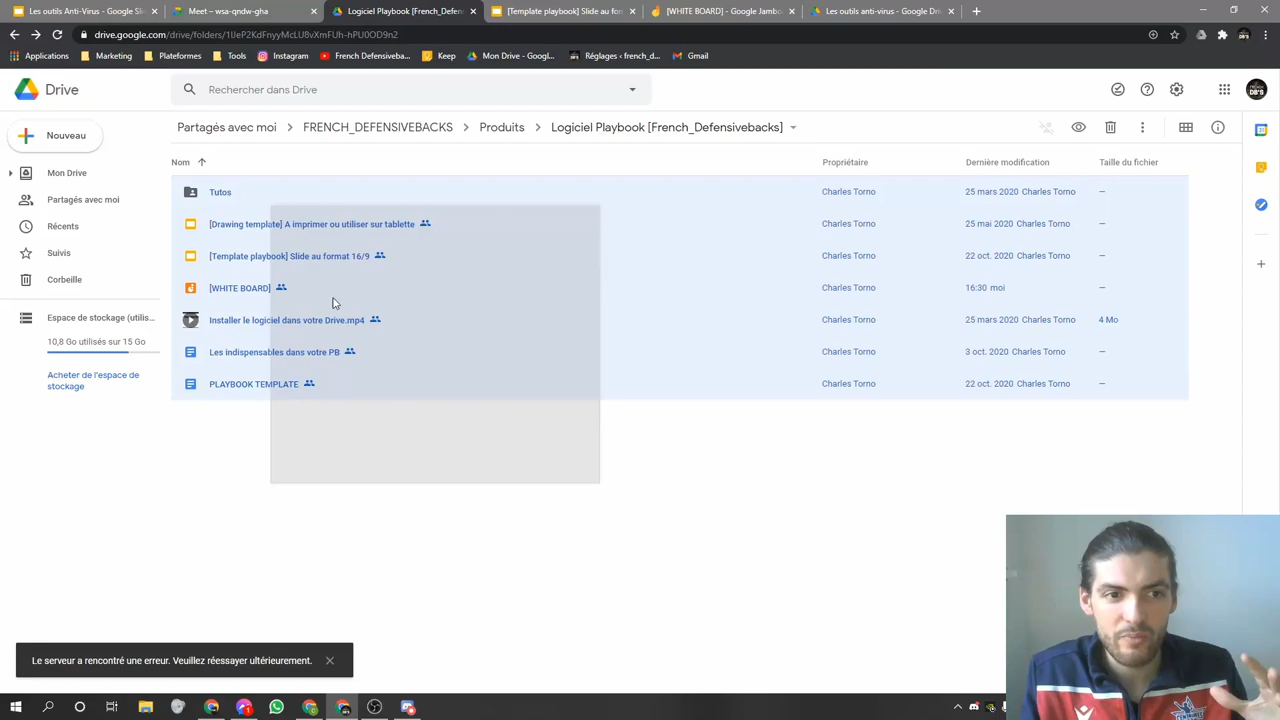 Les outils anti-virus - Google Sli
Meet – wsa-nrdw-gha
Logiciel Playbook [French_Defens
[Template playbook] Slide au for
[WHITE BOARD] - Google Jambo
Les outils anti-virus - Google Driv
drive.google.com/drive/folders/1IJeP2KdFnyyMcLU8vXmFUh-hPU0OD9n2
Applications
Marketing
Plateformes
Tools
Instagram
French Defensiveba...
Keep
Mon Drive - Googl...
Réglages ‹ french_d...
Gmail
Drive
Rechercher dans Drive
Nouveau
Partagés avec moi
FRENCH_DEFENSIVEBACKS
Produits
Logiciel Playbook [French_Defensivebacks]
Nom
Propriétaire
Dernière modification
Taille du fichier
Mon Drive
Partagés avec moi
Récents
Suivis
Corbeille
Espace de stockage (utilis...
10,8 Go utilisés sur 15 Go
Acheter de l'espace de
stockage
Tutos
Charles Torno
25 mars 2020 Charles Torno
—
[Drawing template] A imprimer ou utiliser sur tablette
Charles Torno
25 mai 2020 Charles Torno
—
[Template playbook] Slide au format 16/9
Charles Torno
22 oct. 2020 Charles Torno
—
[WHITE BOARD]
Charles Torno
16:30 moi
—
Installer le logiciel dans votre Drive.mp4
Charles Torno
25 mars 2020 Charles Torno
4 Mo
Les indispensables dans votre PB
Charles Torno
3 oct. 2020 Charles Torno
—
PLAYBOOK TEMPLATE
Charles Torno
22 oct. 2020 Charles Torno
—
Le serveur a rencontré une erreur. Veuillez réessayer ultérieurement.